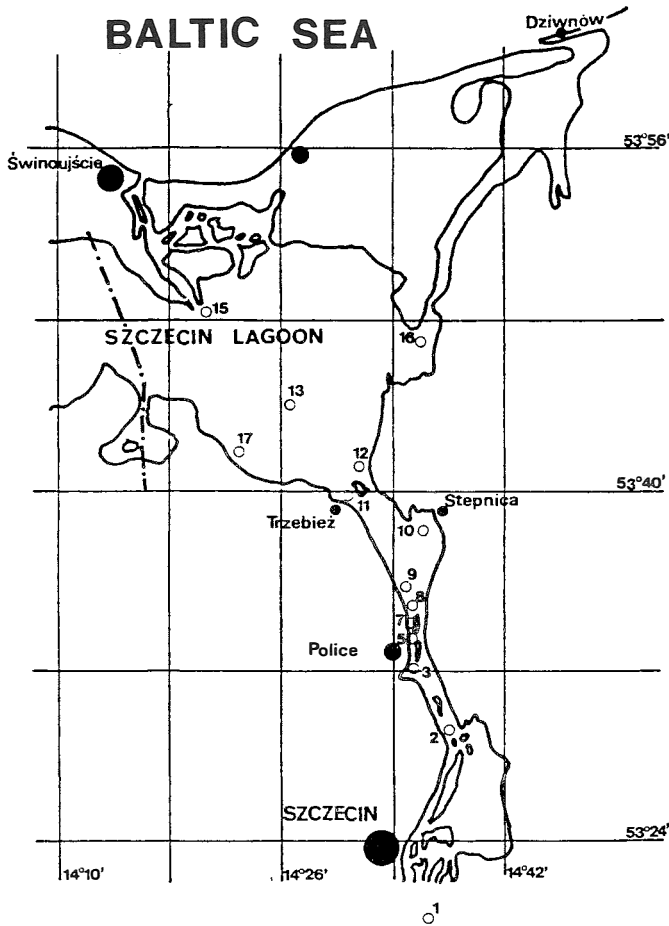 BALTIC SEA
Dziwnów
53°56'
Świnoujście
15
SZCZECIN LAGOON
16
13
17
12
53°40'
11
Stepnica
Trzebież
10
9
8
7
5
Police
3
2
SZCZECIN
53°24'
14°10'
14°26'
14°42'
1